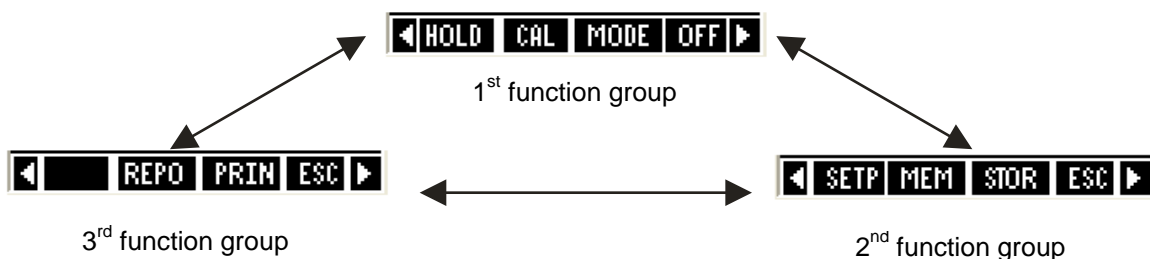 HOLD CAL MODE OFF
1st function group
REPO PRIN ESC
SETP MEM STOR ESC
3rd function group
2nd function group